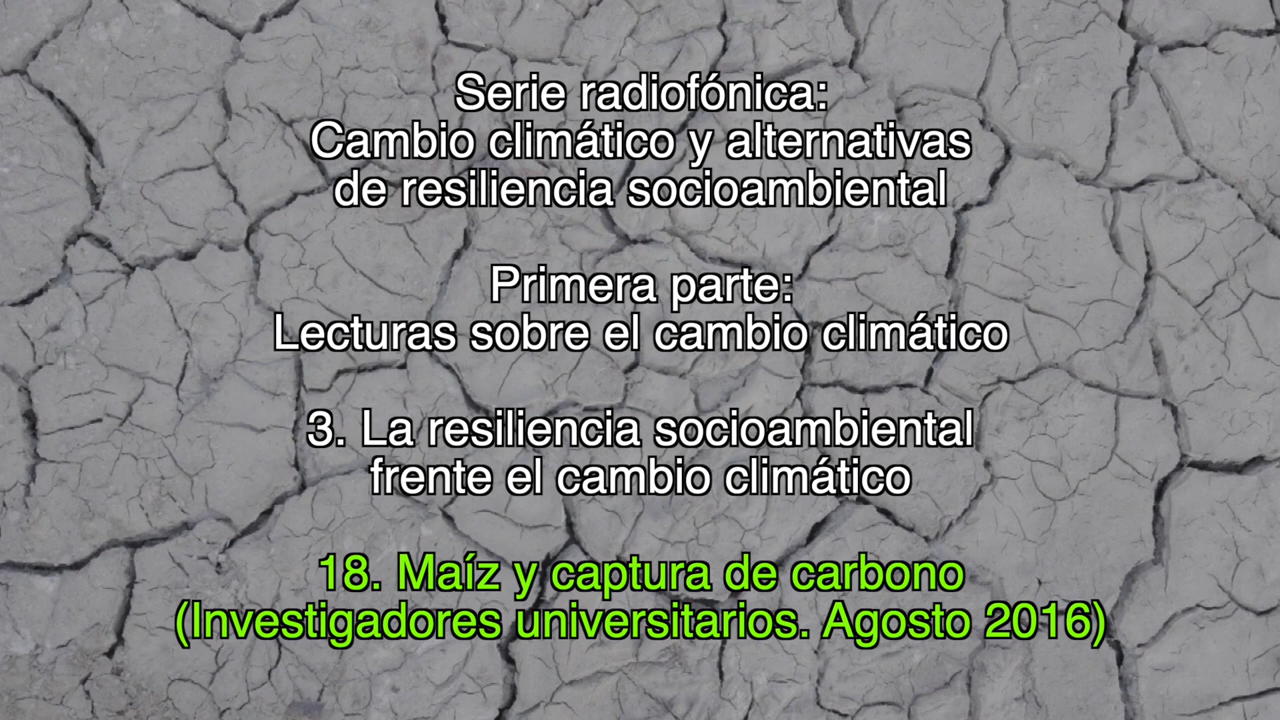 Serie radiofónica:
Cambio climático y alternativas
de resiliencia socioambiental
Primera parte:
Lecturas sobre el cambio climático
3. La resiliencia socioambiental
frente el cambio climático
18. Maíz y captura de carbono
(Investigadores universitarios. Agosto 2016)